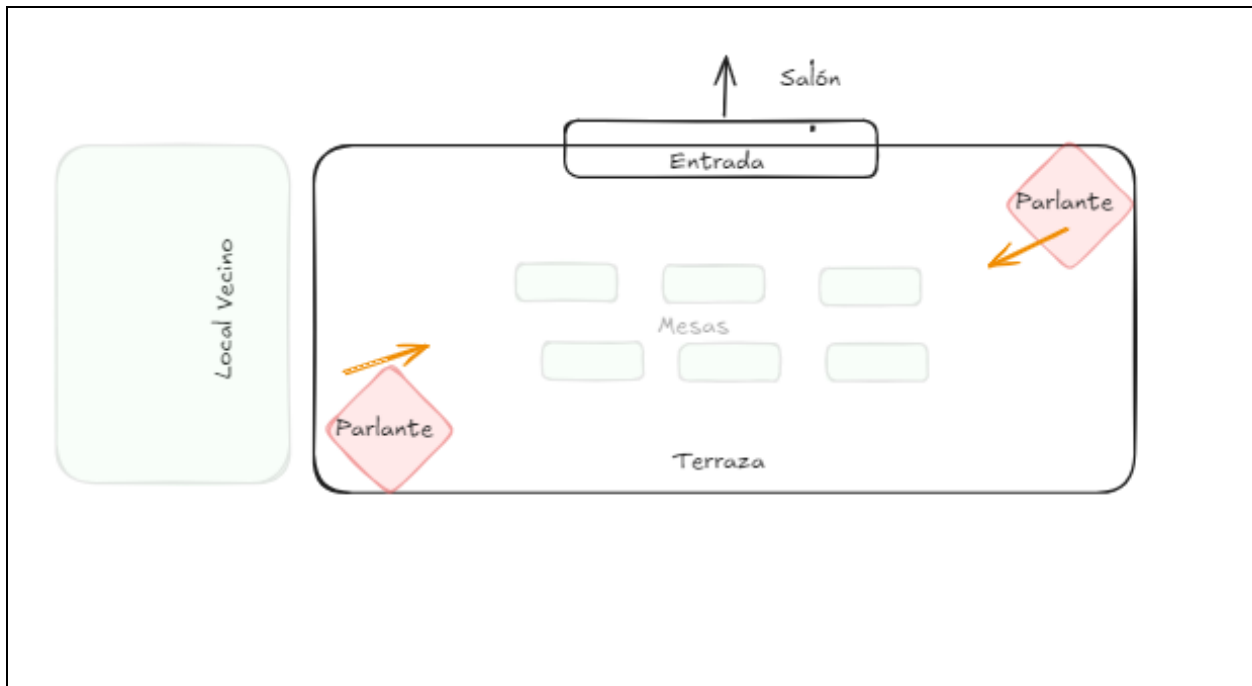 Salón
Entrada
Parlante
Local Vecino
Mesas
Parlante
Terraza